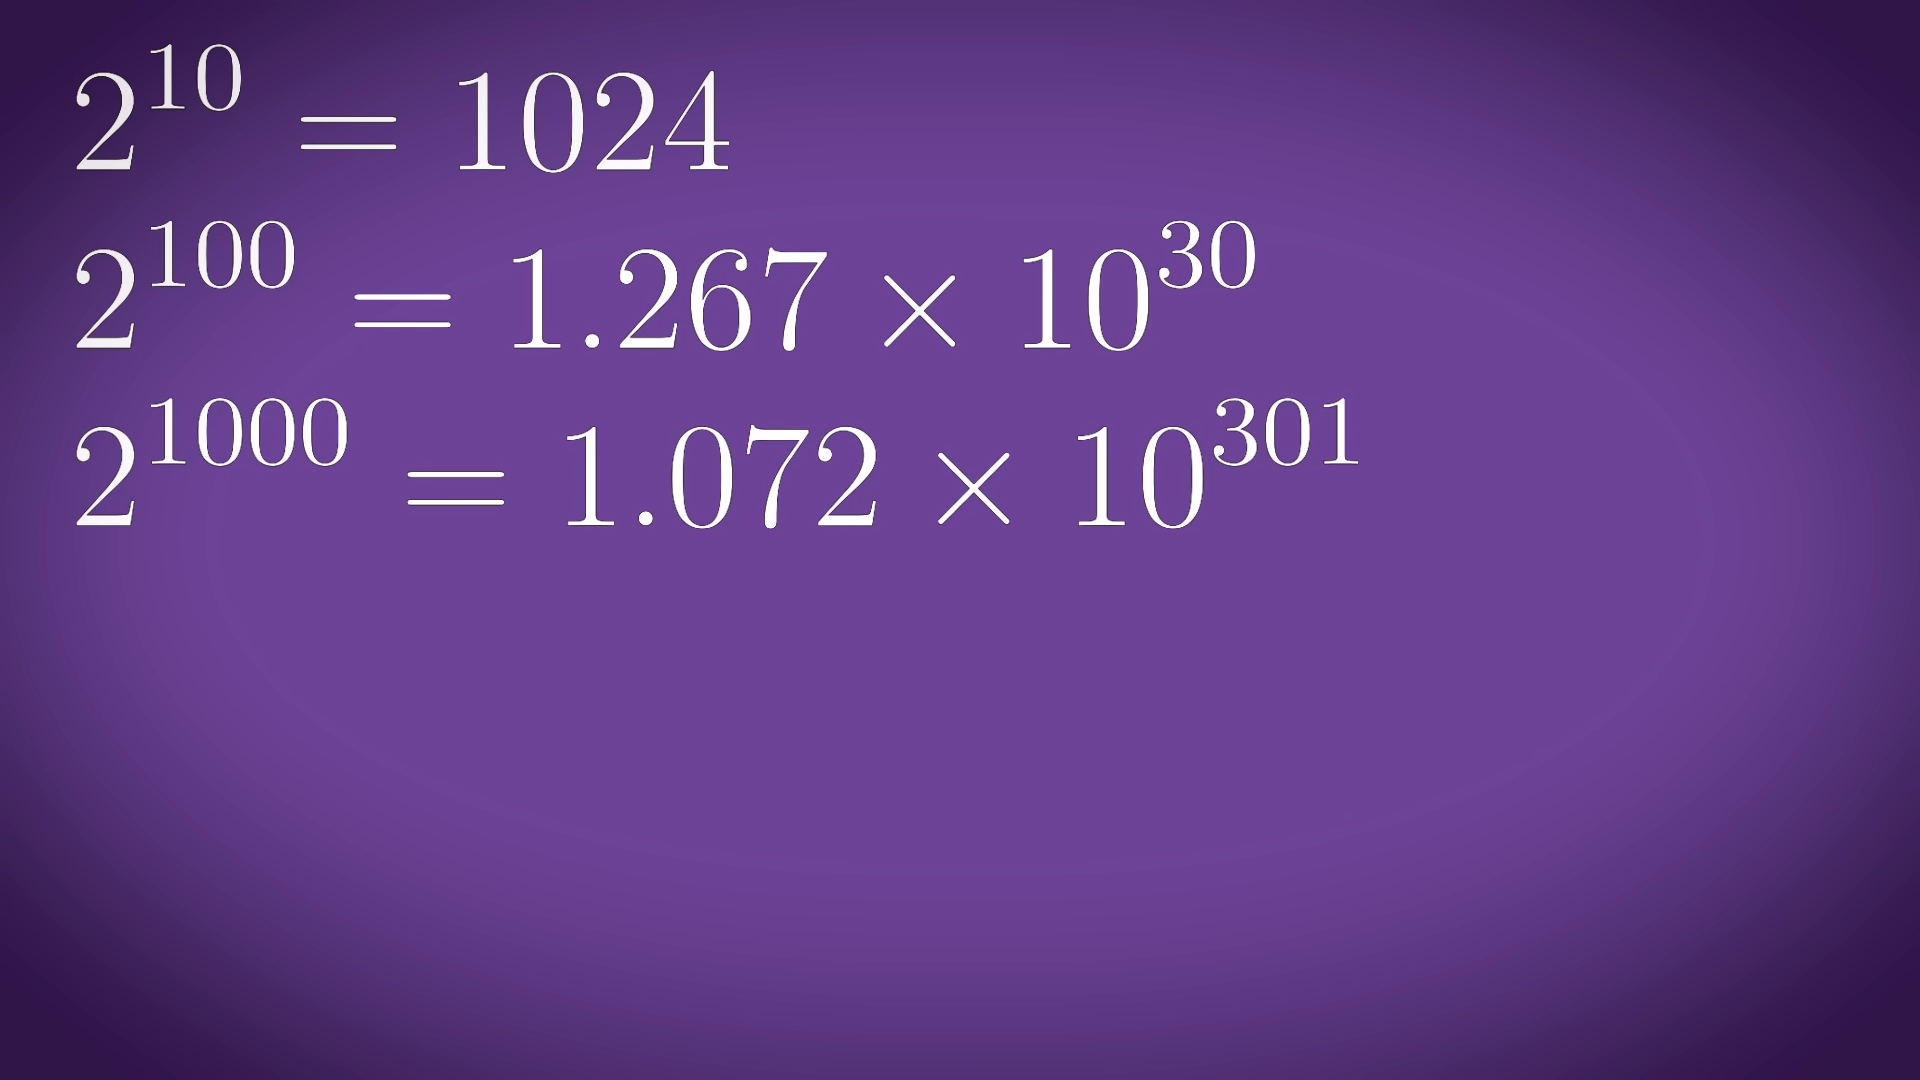 2^10 = 1024
2^100 = 1.267 × 10^30
2^1000 = 1.072 × 10^301